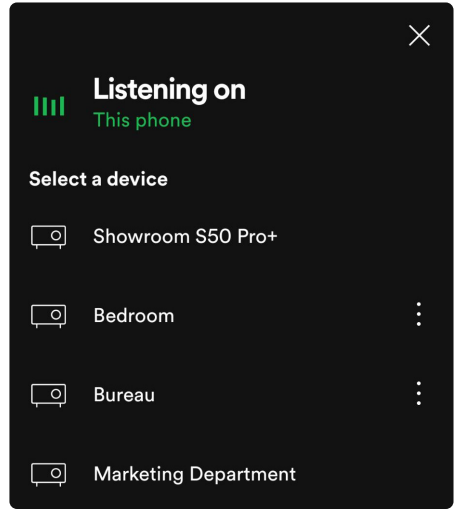 Listening on
This phone
Select a device
Showroom S50 Pro+
Bedroom
Bureau
Marketing Department